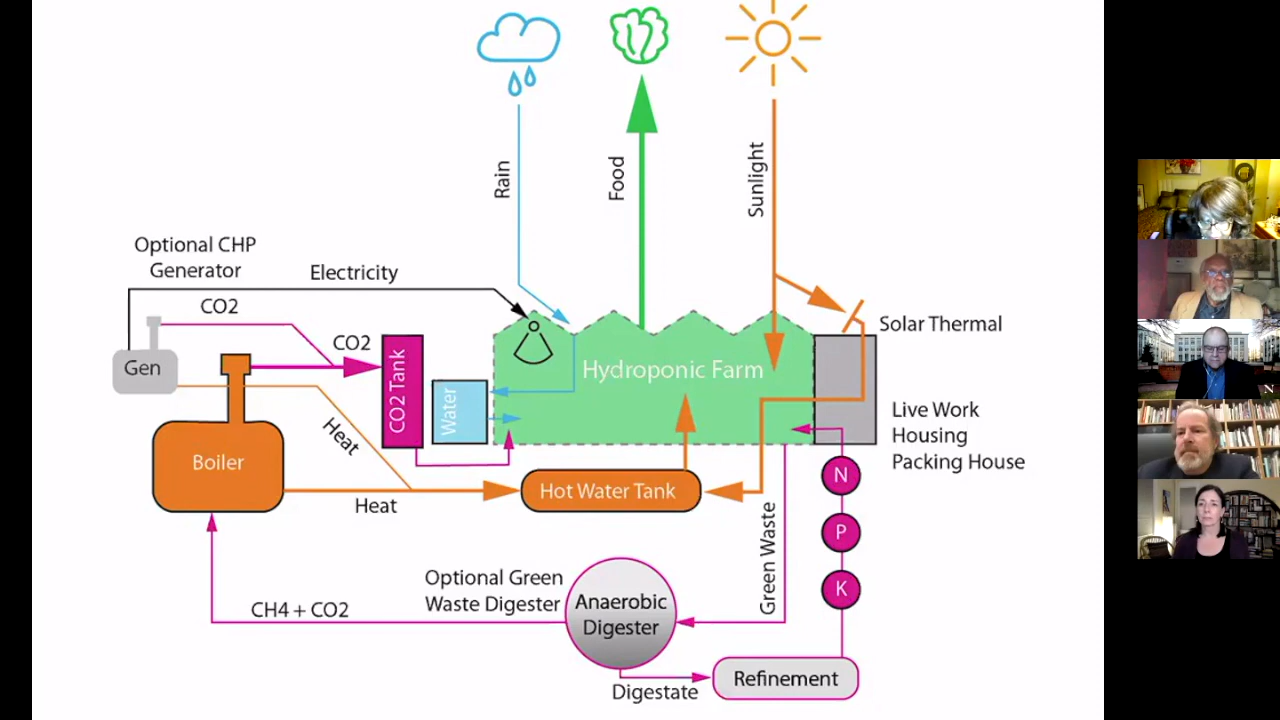 Rain
Food
Sunlight
Optional CHP
Generator
Electricity
CO2
CO2
Gen
Solar Thermal
CO2 Tank
Water
Hydroponic Farm
Live Work
Housing
Packing House
Heat
Boiler
Heat
Hot Water Tank
N
P
K
Green Waste
Optional Green
Waste Digester
Anaerobic
Digester
CH4 + CO2
Digestate
Refinement
N